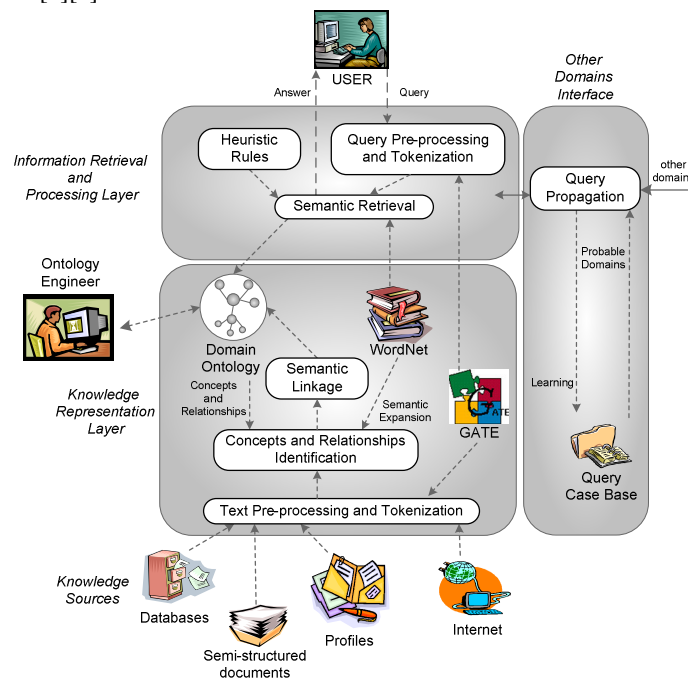 USER
Other
Domains
Interface
Answer
Query
Heuristic
Rules
Query Pre-processing
and Tokenization
Information Retrieval
and
Processing Layer
Semantic Retrieval
Query
Propagation
other
domain
Probable
Domains
Ontology
Engineer
Domain
Ontology
WordNet
Semantic
Linkage
Concepts
and
Relationships
Knowledge
Representation
Layer
Semantic
Expansion
G
ATE
GATE
Learning
Concepts and Relationships
Identification
Query
Case Base
Text Pre-processing and Tokenization
Knowledge
Sources
Databases
Semi-structured
documents
Profiles
Internet